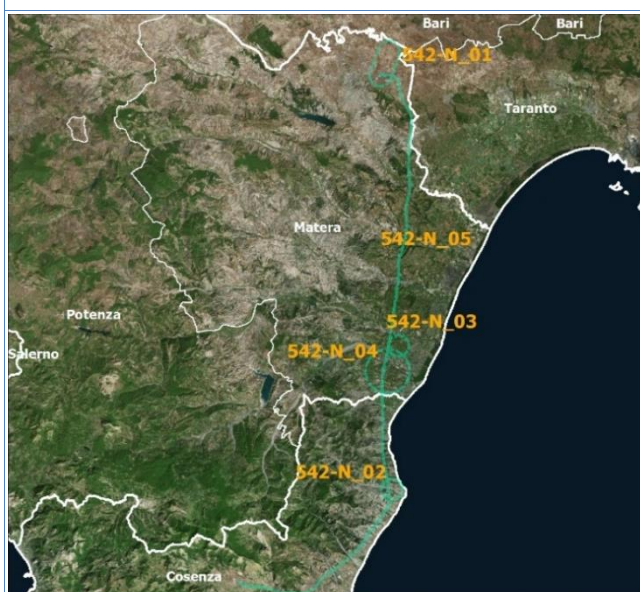 Bari
Bari
542-N_01
Taranto
Matera
542-N_05
Potenza
542-N_03
Salerno
542-N_04
542-N_02
Cosenza